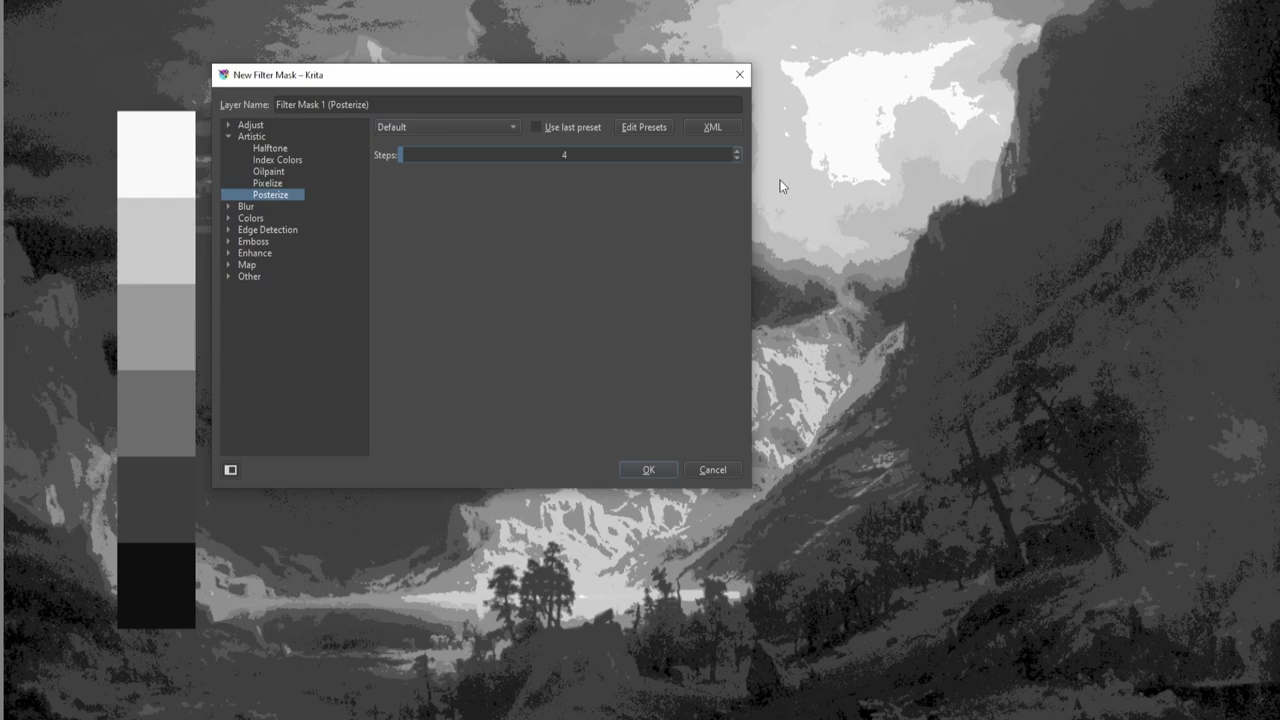 New Filter Mask – Krita
Layer Name: Filter Mask 1 (Posterize)
Adjust
Artistic
Halftone
Index Colors
Oilpaint
Pixelize
Posterize
Blur
Colors
Edge Detection
Emboss
Enhance
Map
Other
Default
Use last preset
Edit Presets
XML
Steps: 4
OK
Cancel